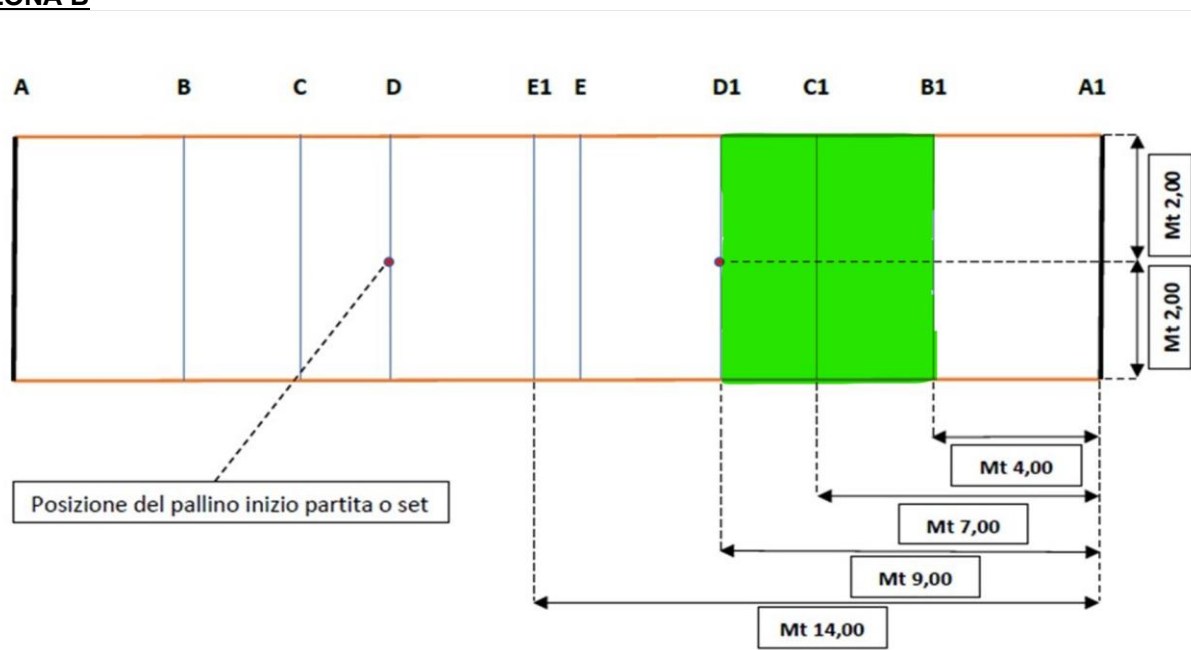 A B C D E1 E D1 C1 B1 A1
Mt 2,00
Mt 2,00
Mt 4,00
Posizione del pallino inizio partita o set
Mt 7,00
Mt 9,00
Mt 14,00